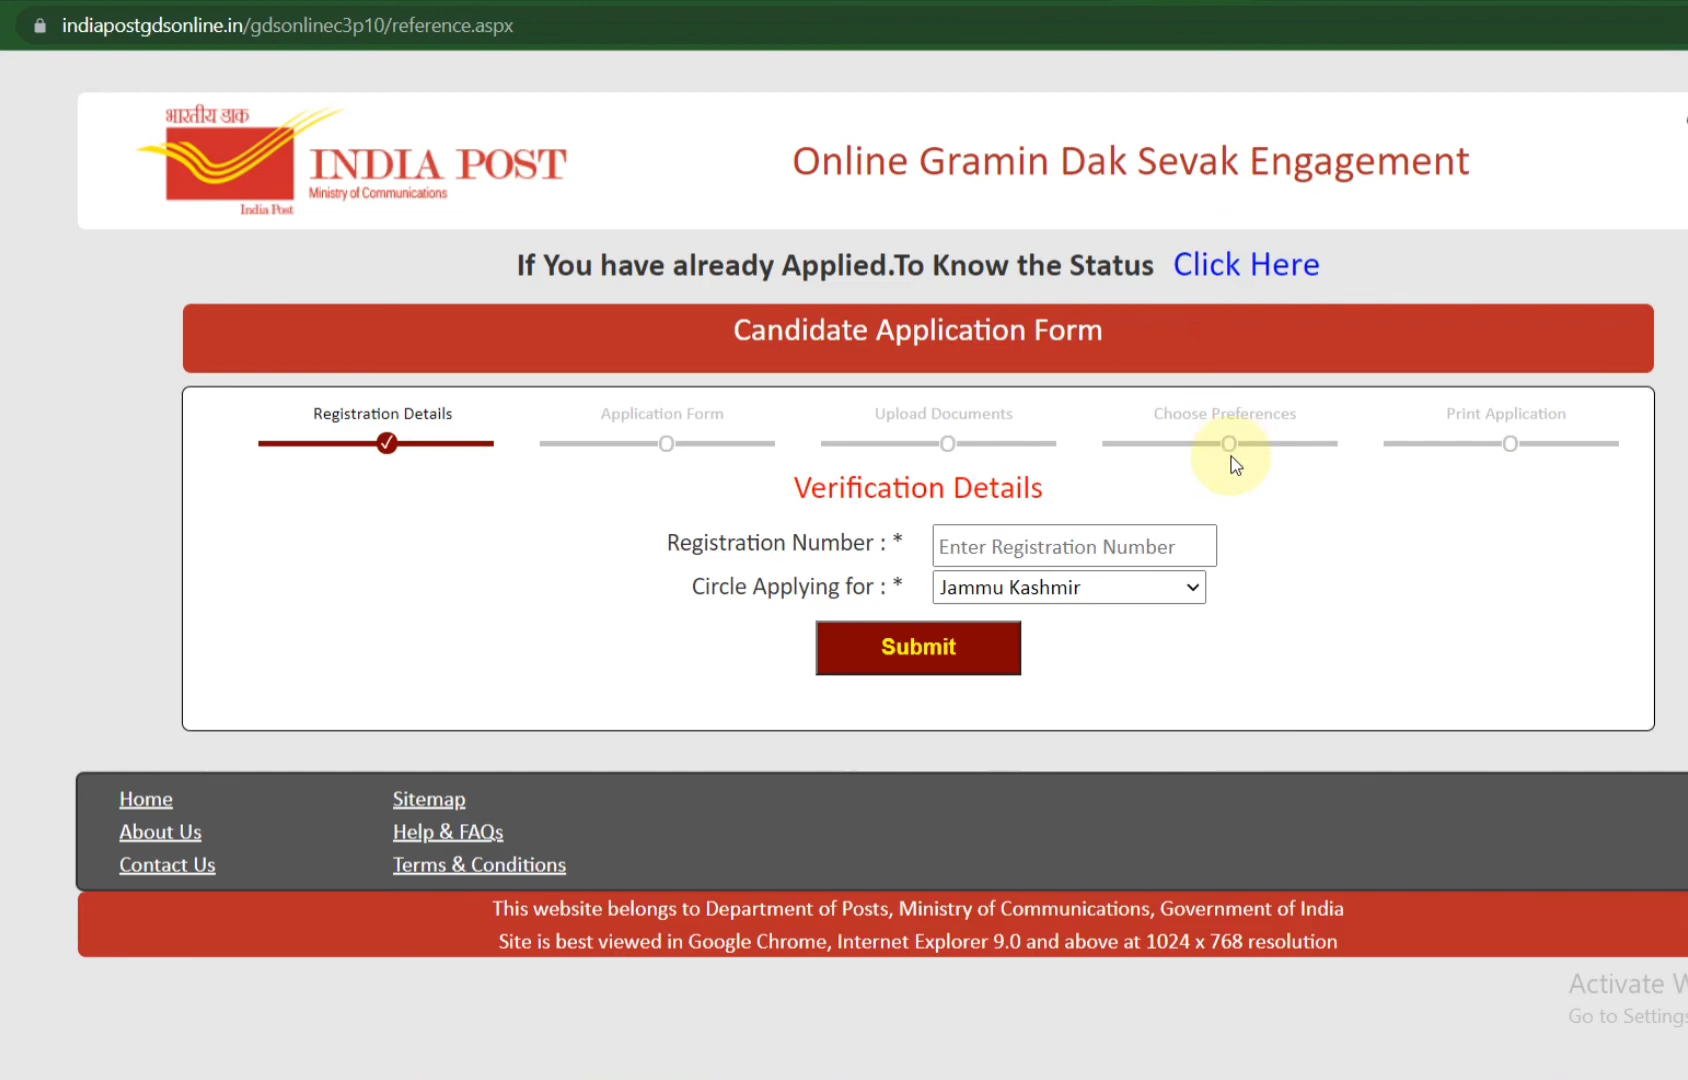 indiapostgdsonline.in/gdsonlinec3p10/reference.aspx
भारतीय डाक
INDIA POST
Ministry of Communications
India Post
Online Gramin Dak Sevak Engagement
If You have already Applied.To Know the Status Click Here
Candidate Application Form
Registration Details Application Form Upload Documents Choose Preferences Print Application
Verification Details
Registration Number : * Enter Registration Number
Circle Applying for : * Jammu Kashmir
Submit
Home Sitemap
About Us Help & FAQs
Contact Us Terms & Conditions
This website belongs to Department of Posts, Ministry of Communications, Government of India
Site is best viewed in Google Chrome, Internet Explorer 9.0 and above at 1024 x 768 resolution
Activate W
Go to Settings